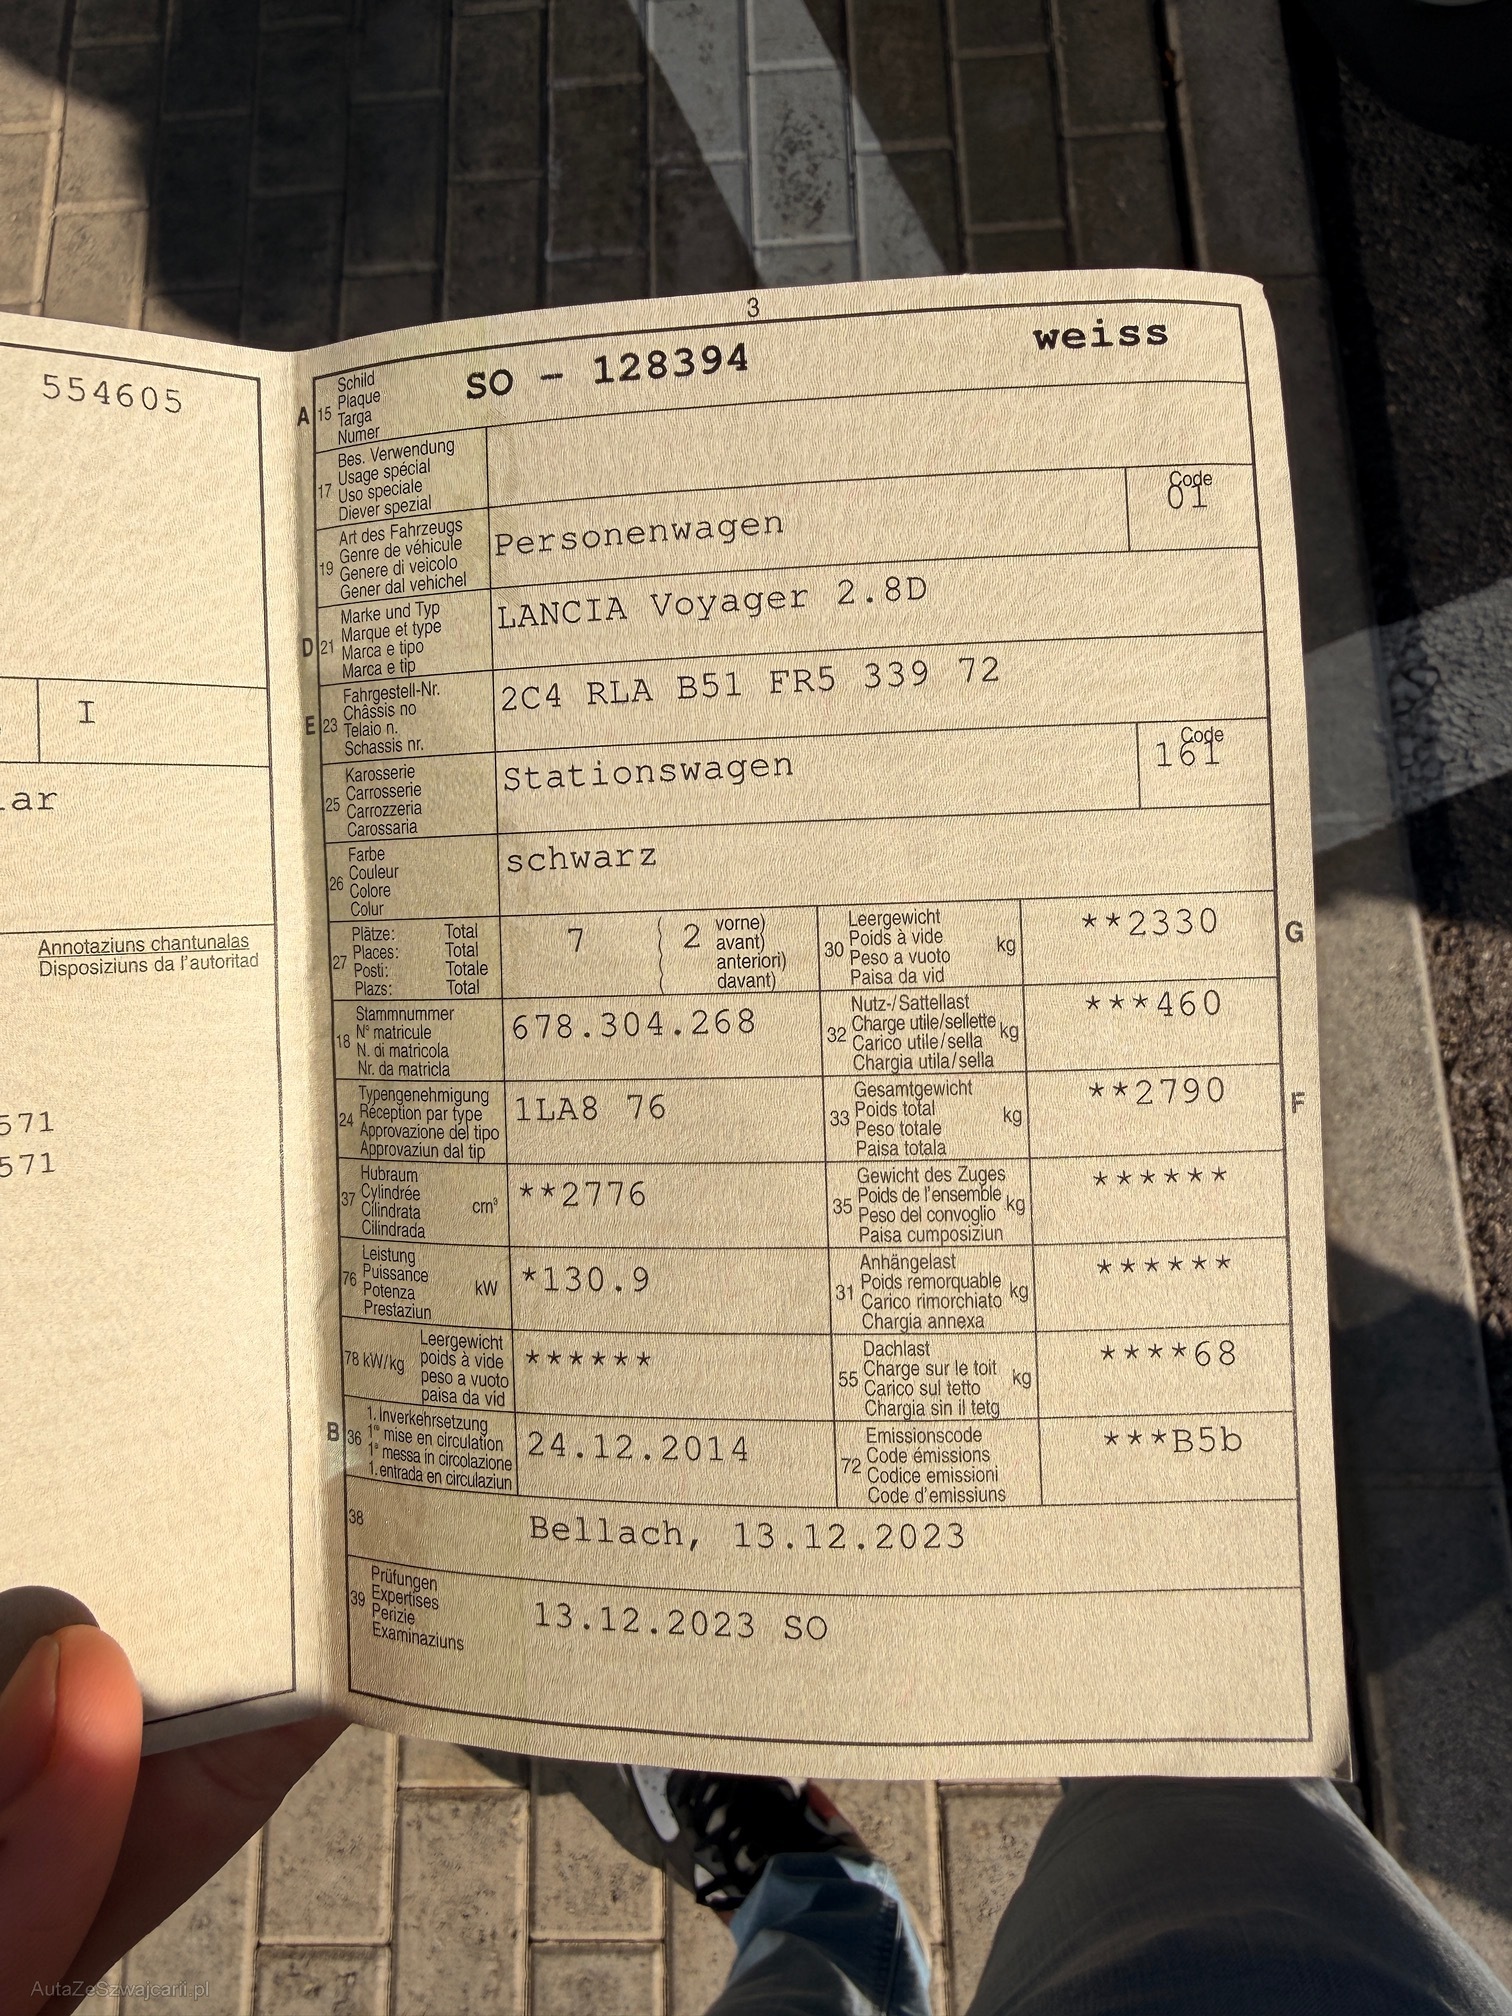 554605
I
lar
Annotaziuns chantunalas
Disposiziuns da l'autoritad
571
571
3
A 15 Schild
Plaque
Targa
Numer
SO - 128394 weiss
17 Bes. Verwendung
Usage spécial
Uso speciale
Diever spezial
19 Art des Fahrzeugs
Genre de véhicule
Genere di veicolo
Gener dal vehichel
Personenwagen
Code
01
D 21 Marke und Typ
Marque et type
Marca e tipo
Marca e tip
LANCIA Voyager 2.8D
E 23 Fahrgestell-Nr.
Châssis no
Telaio n.
Schassis nr.
2C4 RLA B51 FR5 339 72
25 Karosserie
Carrosserie
Carrozzeria
Carossaria
Stationswagen
Code
161
26 Farbe
Couleur
Colore
Colur
schwarz
27 Plätze: Total
Places: Total
Posti: Totale
Plazs: Total
7 ( 2 vorne)
avant)
anteriori)
davant)
30 Leergewicht
Poids à vide kg
Peso a vuoto
Paisa da vid
**2330
G
18 Stammnummer
N° matricule
N. di matricola
Nr. da matricla
678.304.268
32 Nutz-/Sattellast
Charge utile/sellette kg
Carico utile/sella
Chargia utila/sella
***460
24 Typengenehmigung
Réception par type
Approvazione del tipo
Approvaziun dal tip
1LA8 76
33 Gesamtgewicht
Poids total kg
Peso totale
Paisa totala
**2790
F
37 Hubraum
Cylindrée cm³
Cilindrata
Cilindrada
**2776
35 Gewicht des Zuges
Poids de l'ensemble kg
Peso del convoglio
Paisa cumposiziun
******
76 Leistung
Puissance kW
Potenza
Prestaziun
*130.9
31 Anhängelast
Poids remorquable kg
Carico rimorchiato
Chargia annexa
******
78 kW/kg Leergewicht
poids à vide
peso a vuoto
paisa da vid
******
55 Dachlast
Charge sur le toit kg
Carico sul tetto
Chargia sin il tetg
****68
B 36 1. Inverkehrsetzung
1re mise en circulation
1a messa in circolazione
1. entrada en circulaziun
24.12.2014
72 Emissionscode
Code émissions
Codice emissioni
Code d'emissiuns
***B5b
38
Bellach, 13.12.2023
39 Prüfungen
Expertises
Perizie
Examinaziuns
13.12.2023 SO
AutaZeSzwajcarii.pl